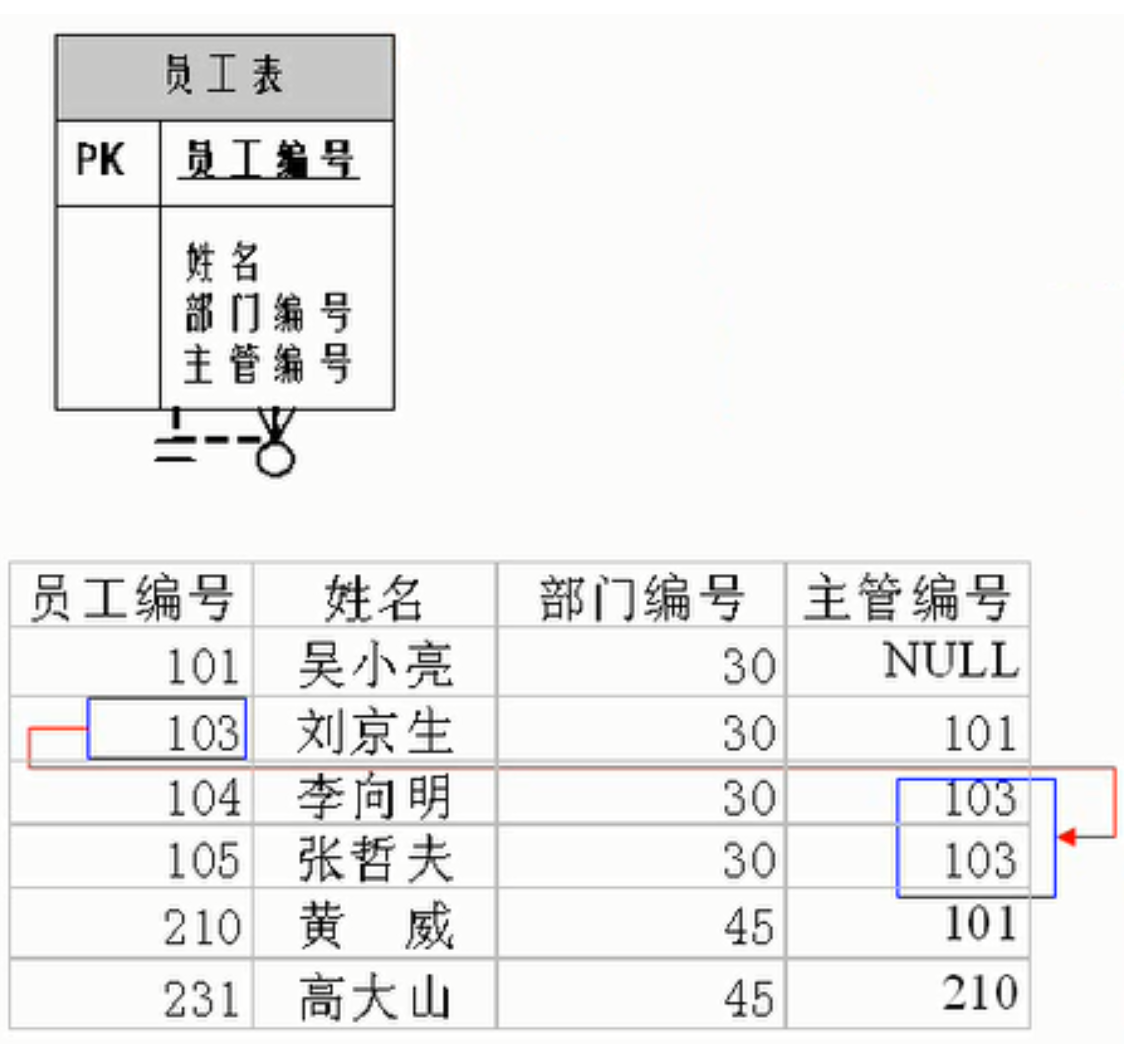 员工表
PK 员工编号
姓名
部门编号
主管编号
员工编号 姓名 部门编号 主管编号
101 吴小亮 30 NULL
103 刘京生 30 101
104 李向明 30 103
105 张哲夫 30 103
210 黄 威 45 101
231 高大山 45 210